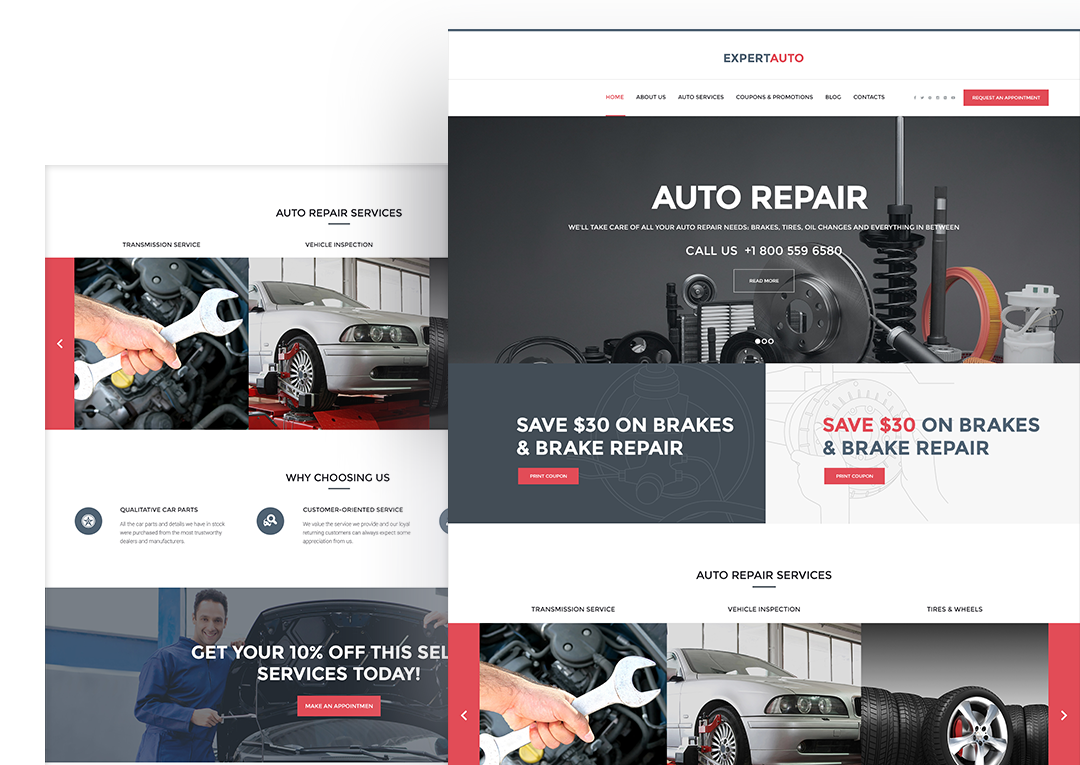 EXPERTAUTO
HOME ABOUT US AUTO SERVICES COUPONS & PROMOTIONS BLOG CONTACTS REQUEST AN APPOINTMENT
AUTO REPAIR
WE'LL TAKE CARE OF ALL YOUR AUTO REPAIR NEEDS: BRAKES, TIRES, OIL CHANGES AND EVERYTHING IN BETWEEN
CALL US +1 800 559 6580
READ MORE
SAVE $30 ON BRAKES
& BRAKE REPAIR
PRINT COUPON
SAVE $30 ON BRAKES
& BRAKE REPAIR
PRINT COUPON
AUTO REPAIR SERVICES
TRANSMISSION SERVICE VEHICLE INSPECTION TIRES & WHEELS
AUTO REPAIR SERVICES
TRANSMISSION SERVICE VEHICLE INSPECTION
WHY CHOOSING US
QUALITATIVE CAR PARTS
All the car parts and details we have in stock
were purchased from the most trustworthy
dealers and manufacturers.
CUSTOMER-ORIENTED SERVICE
We value the service we provide and our loyal
returning customers can always expect some
appreciation from us.
GET YOUR 10% OFF THIS SEL
SERVICES TODAY!
MAKE AN APPOINTMEN